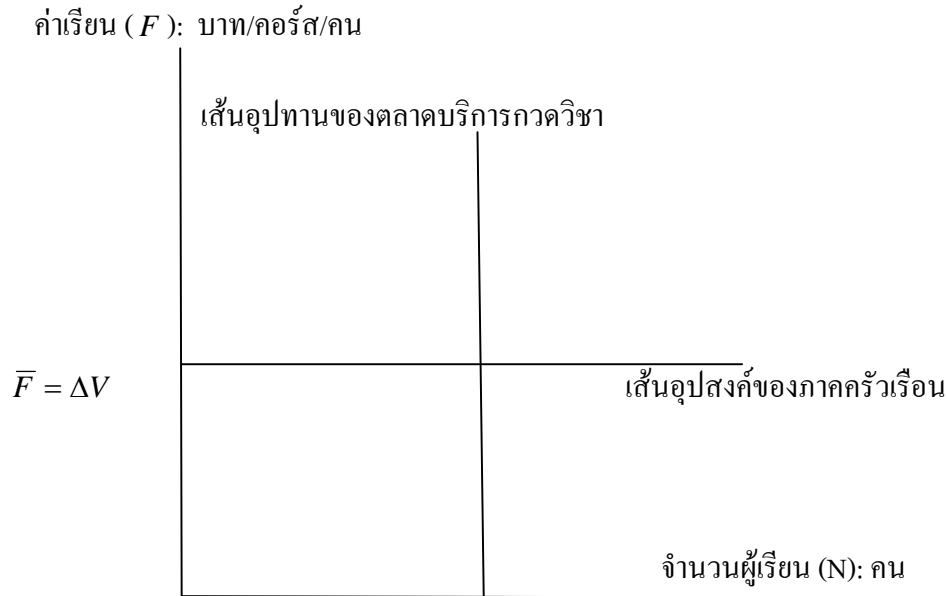 ค่าเรียน ( F ): บาท/คอร์ส/คน
เส้นอุปทานของตลาดบริการกวดวิชา
F̅ = ΔV
เส้นอุปสงค์ของภาคครัวเรือน
จำนวนผู้เรียน (N): คน